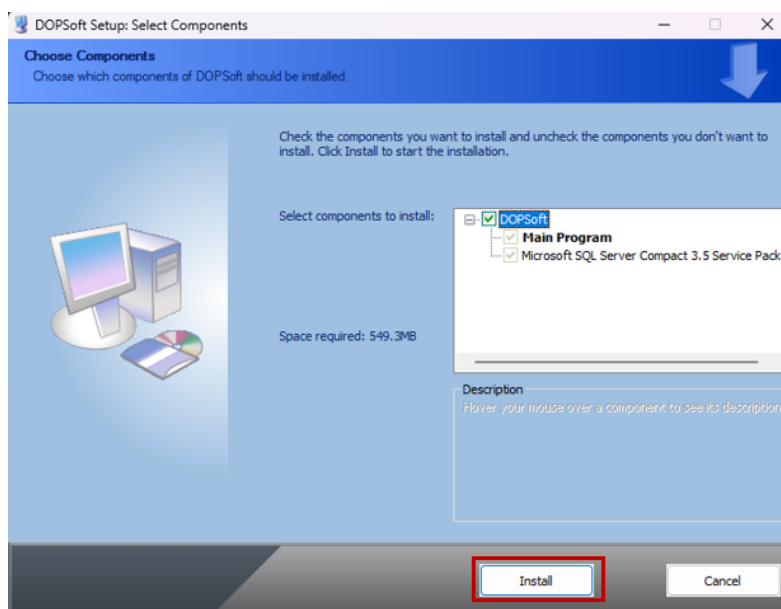 DOPSoft Setup: Select Components
Choose Components
Choose which components of DOPSoft should be installed.
Check the components you want to install and uncheck the components you don't want to
install. Click Install to start the installation.
Select components to install:
DOPSoft
Main Program
Microsoft SQL Server Compact 3.5 Service Pack
Space required: 549.3MB
Description
Hover your mouse over a component to see its description
Install
Cancel